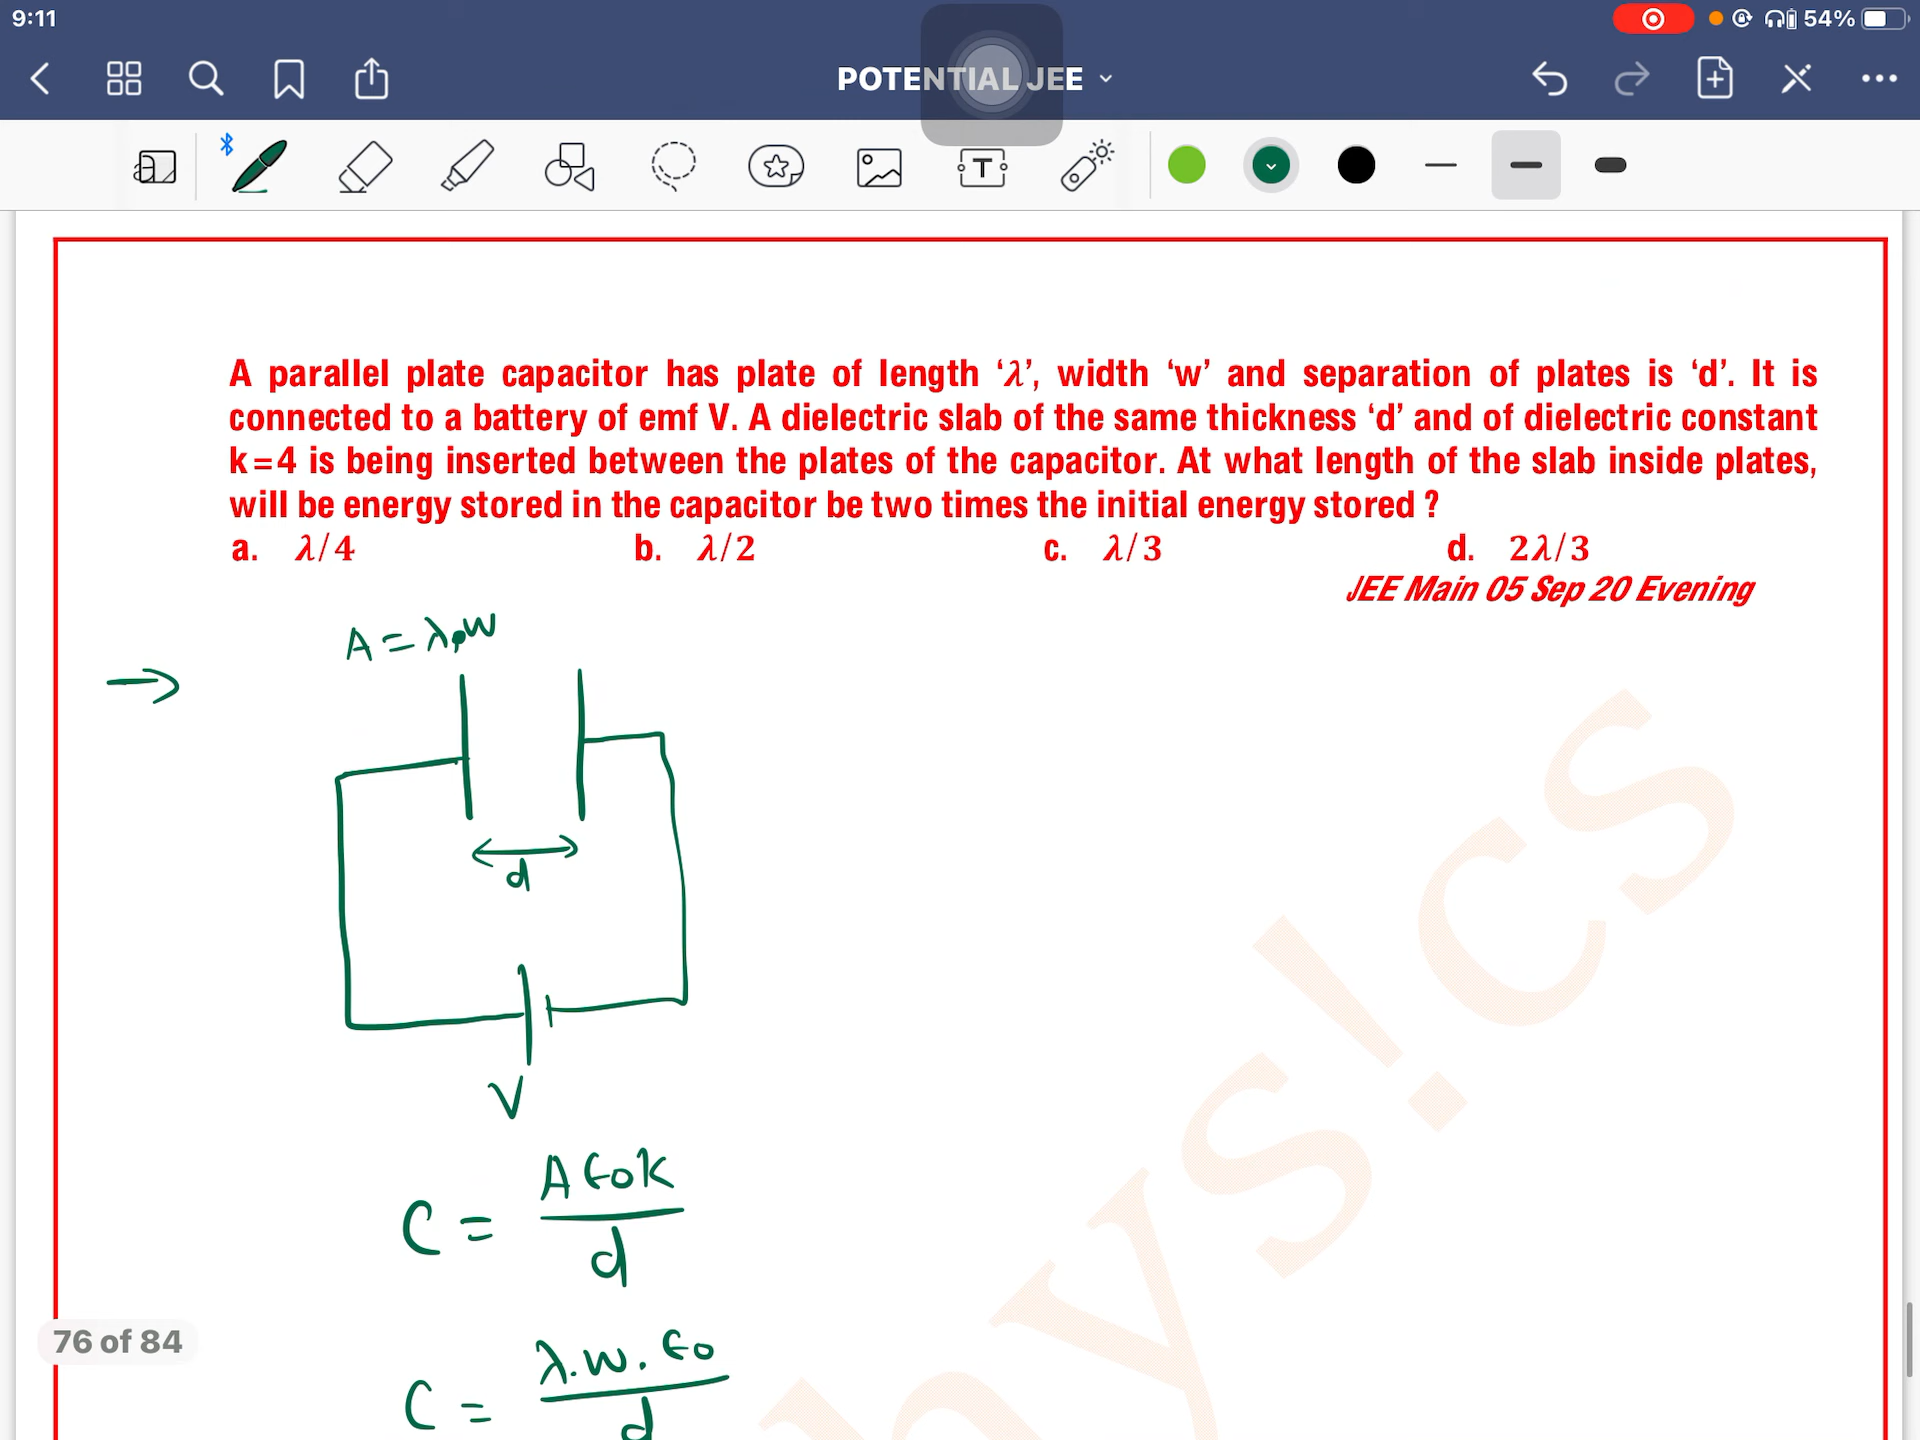 9:11
54%
POTENTIAL JEE
A parallel plate capacitor has plate of length ‘λ’, width ‘w’ and separation of plates is ‘d’. It is
connected to a battery of emf V. A dielectric slab of the same thickness ‘d’ and of dielectric constant
k=4 is being inserted between the plates of the capacitor. At what length of the slab inside plates,
will be energy stored in the capacitor be two times the initial energy stored ?
a. λ/4 b. λ/2 c. λ/3 d. 2λ/3
JEE Main 05 Sep 20 Evening
A = λ.w
d
V
C = A ϵ0 k / d
C = λ.w.ϵ0 / d
76 of 84
hys!cs